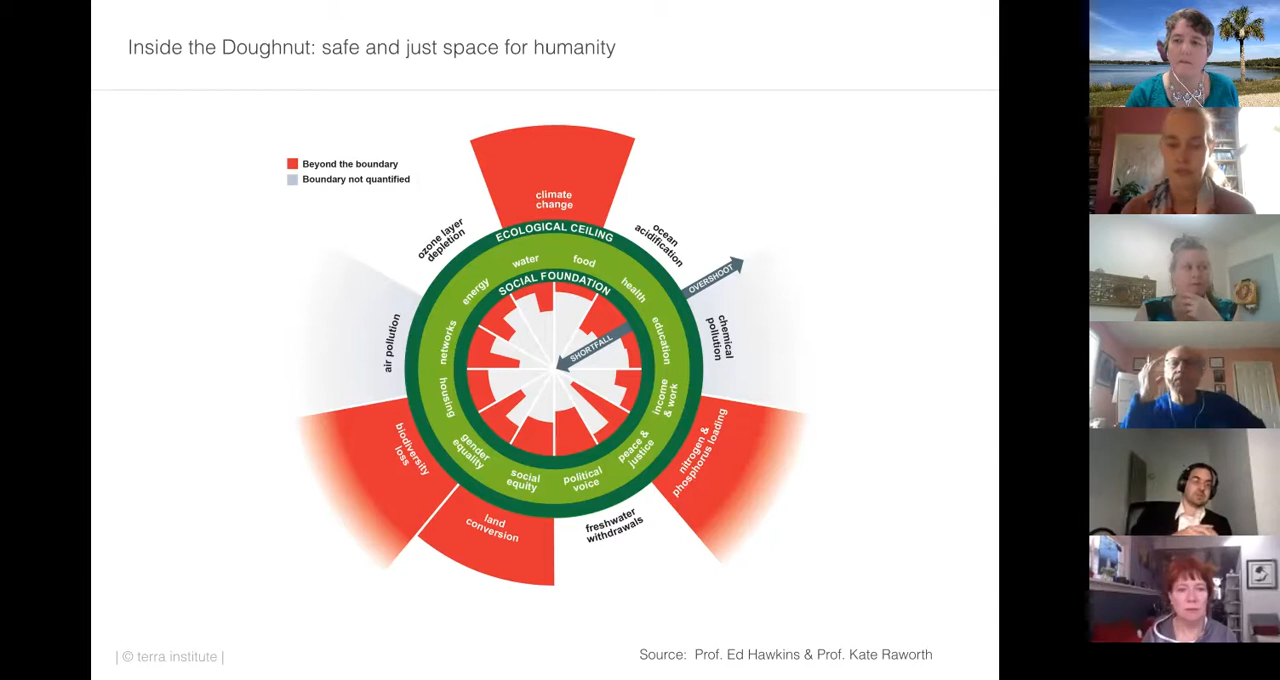 Inside the Doughnut: safe and just space for humanity
Beyond the boundary
Boundary not quantified
climate
change
ozone layer
depletion
ocean
acidification
ECOLOGICAL CEILING
OVERSHOOT
water
food
energy
health
SOCIAL FOUNDATION
air pollution
networks
SHORTFALL
education
chemical
pollution
housing
income
& work
biodiversity
loss
gender
equality
social
equity
political
voice
peace &
justice
nitrogen &
phosphorus loading
land
conversion
freshwater
withdrawals
| © terra institute |
Source: Prof. Ed Hawkins & Prof. Kate Raworth